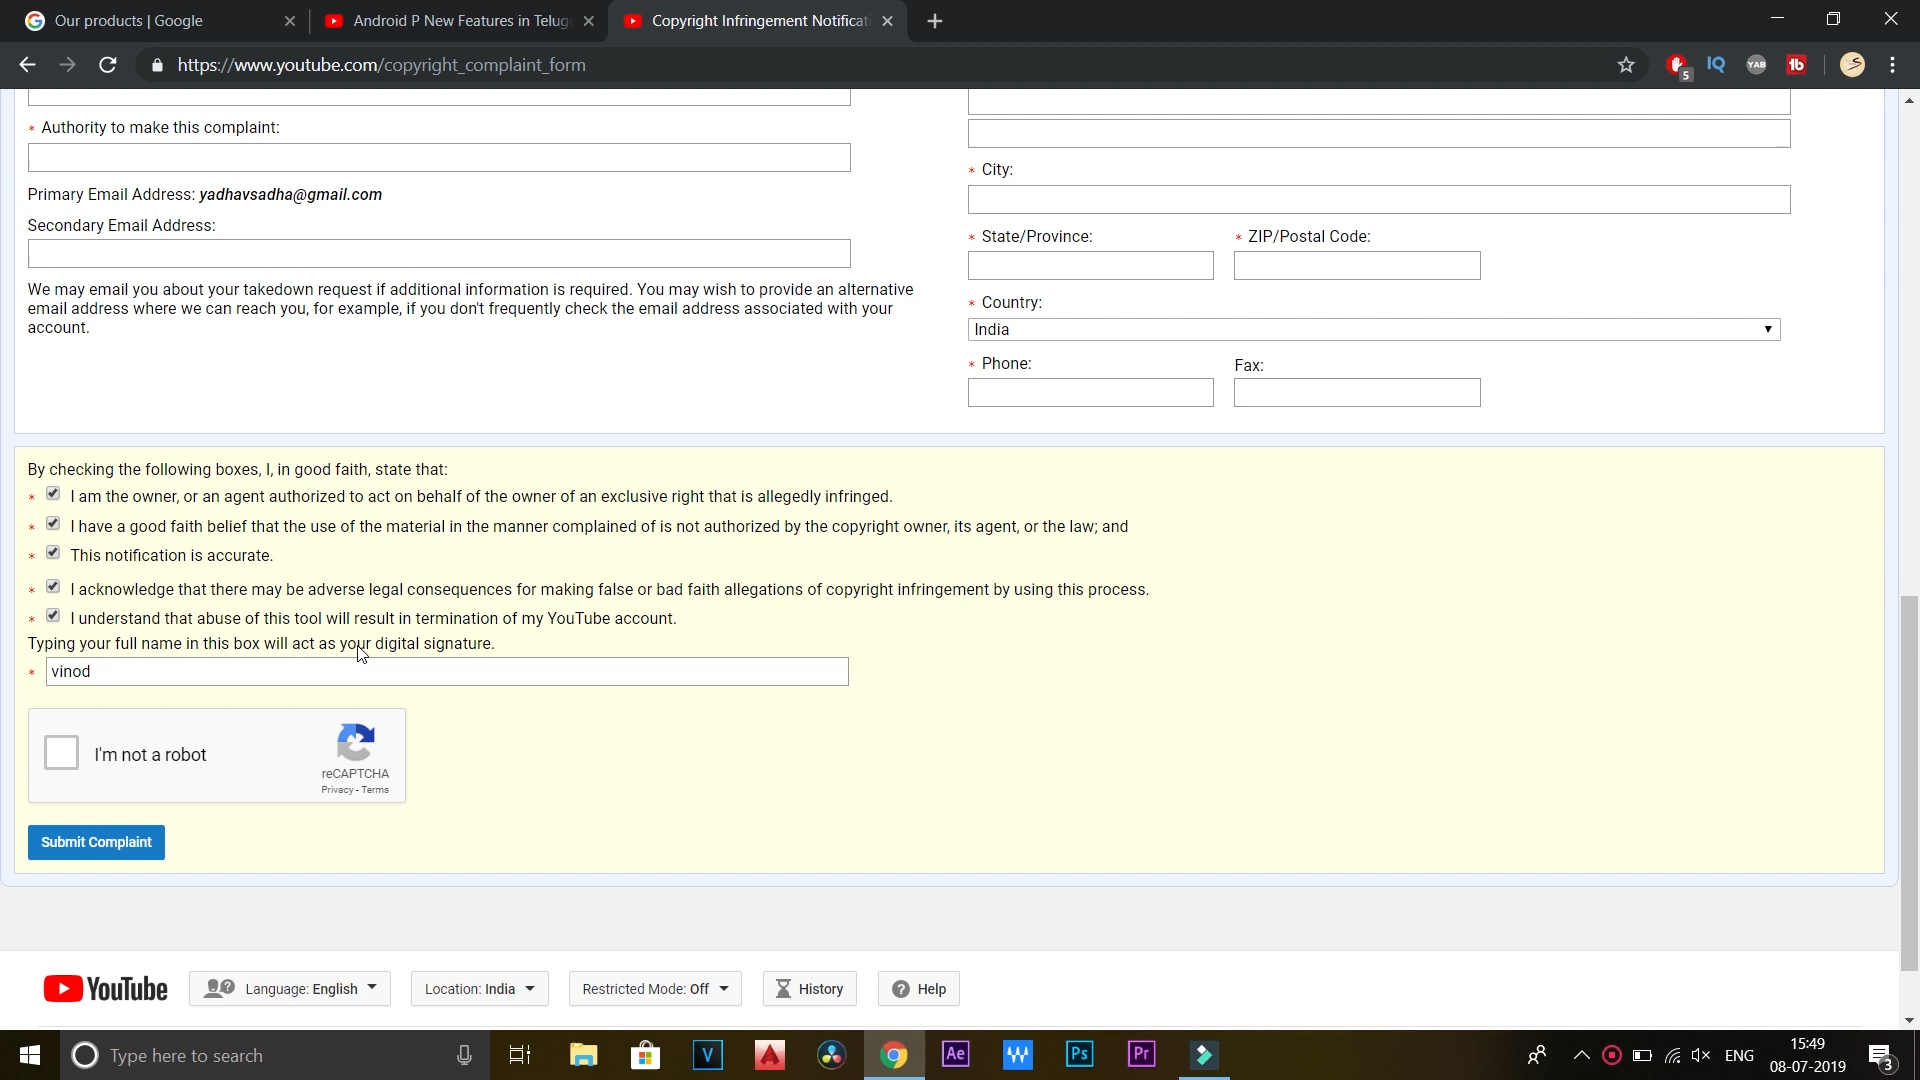 Our products | Google
Android P New Features in Telug
Copyright Infringement Notificati
https://www.youtube.com/copyright_complaint_form
5
IQ
YAB
tb
* Authority to make this complaint:
Primary Email Address: yadhavsadha@gmail.com
Secondary Email Address:
We may email you about your takedown request if additional information is required. You may wish to provide an alternative
email address where we can reach you, for example, if you don't frequently check the email address associated with your
account.
* City:
* State/Province:
* ZIP/Postal Code:
* Country:
India
* Phone:
Fax:
By checking the following boxes, I, in good faith, state that:
* I am the owner, or an agent authorized to act on behalf of the owner of an exclusive right that is allegedly infringed.
* I have a good faith belief that the use of the material in the manner complained of is not authorized by the copyright owner, its agent, or the law; and
* This notification is accurate.
* I acknowledge that there may be adverse legal consequences for making false or bad faith allegations of copyright infringement by using this process.
* I understand that abuse of this tool will result in termination of my YouTube account.
Typing your full name in this box will act as your digital signature.
* vinod
I'm not a robot
reCAPTCHA
Privacy - Terms
Submit Complaint
YouTube
Language: English
Location: India
Restricted Mode: Off
History
Help
Type here to search
V
Ae
Ps
Pr
ENG
15:49
08-07-2019
3